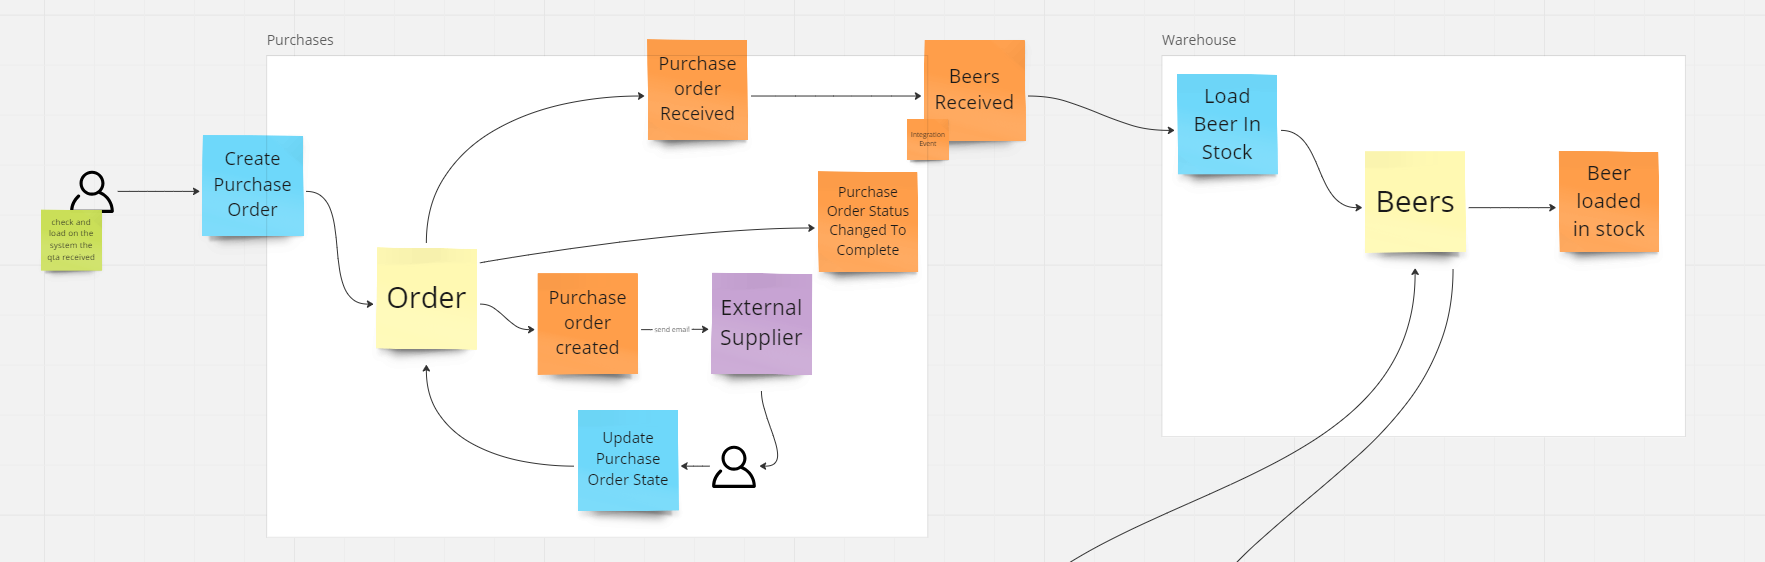 Purchases
Warehouse
Purchase
order
Received
Beers
Received
Integration
Event
Load
Beer In
Stock
Create
Purchase
Order
check and
load on the
system the
qta received
Purchase
Order Status
Changed To
Complete
Beers
Beer
loaded
in stock
Order
Purchase
order
created
send email
External
Supplier
Update
Purchase
Order State